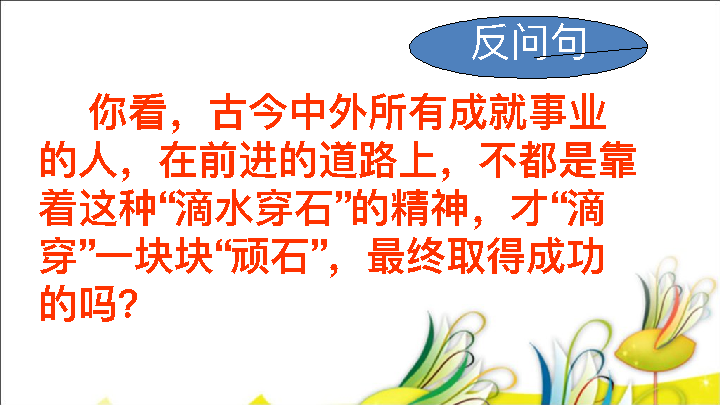 反问句
你看，古今中外所有成就事业
的人，在前进的道路上，不都是靠
着这种“滴水穿石”的精神，才“滴
穿”一块块“顽石”，最终取得成功
的吗？